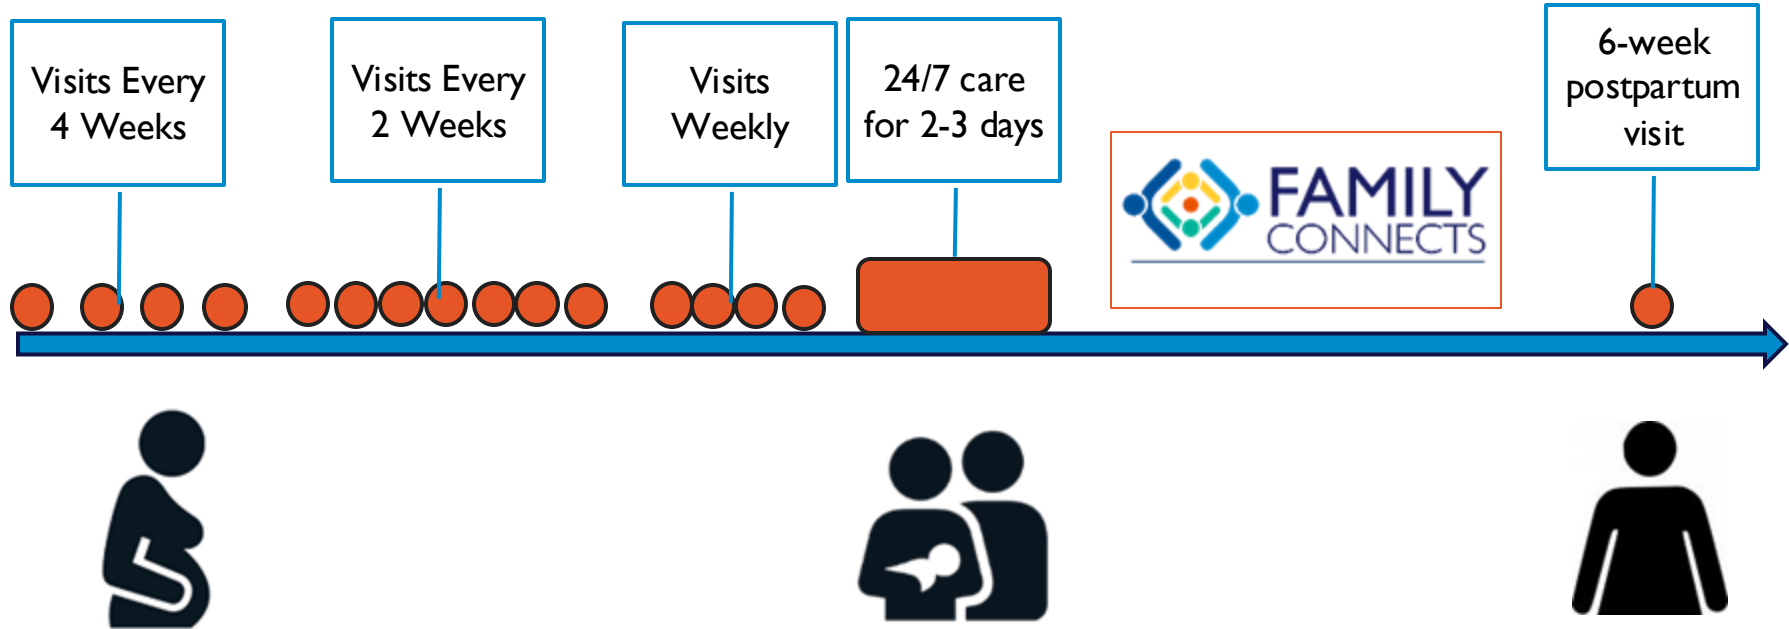 Visits Every
4 Weeks
Visits Every
2 Weeks
Visits
Weekly
24/7 care
for 2-3 days
FAMILY
CONNECTS
6-week
postpartum
visit